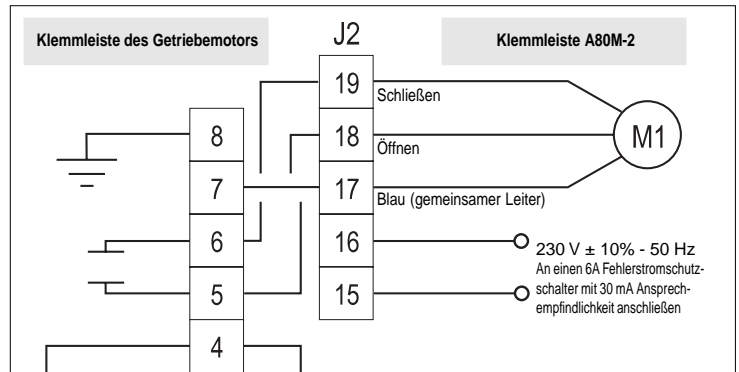 Klemmleiste des Getriebemotors
J2
Klemmleiste A80M-2
19
Schließen
8
18
Öffnen
M1
7
17
Blau (gemeinsamer Leiter)
6
16
230 V ± 10% - 50 Hz
An einen 6A Fehlerstromschutz-
schalter mit 30 mA Ansprech-
empfindlichkeit anschließen
5
15
4